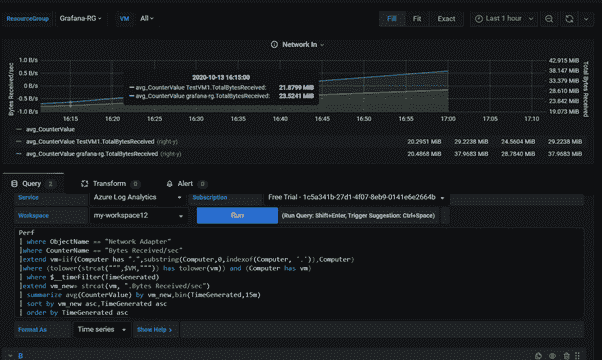 ResourceGroup Grafana-RG VM All
Fill Fit Exact Last 1 hour
Network In
Bytes Received/sec
1.0 B/s
0.5 B/s
0 B/s
-0.5 B/s
-1.0 B/s
2020-10-13 16:15:00
avg_CounterValue TestVM1.TotalBytesReceived: 21.8799 MiB
avg_CounterValue grafana-rg.TotalBytesReceived: 23.5241 MiB
42.915 MiB
38.147 MiB
33.379 MiB
28.610 MiB
23.842 MiB
19.073 MiB
Total Bytes Received
16:15 16:20 16:25 16:30 16:35 16:40 16:45 16:50 16:55 17:00 17:05 17:10
avg_CounterValue
avg_CounterValue TestVM1.TotalBytesReceived (right-y) 20.2951 MiB 29.2238 MiB 24.5604 MiB 29.2238 MiB
avg_CounterValue grafana-rg.TotalBytesReceived (right-y) 20.4868 MiB 37.9683 MiB 28.7840 MiB 37.9683 MiB
Query 2 Transform 0 Alert 0
Service Azure Log Analytics Subscription Free Trial - 1c5a341b-27d1-4f07-8eb9-0141e6e2664b
Workspace my-workspace12 Run (Run Query: Shift+Enter, Trigger Suggestion: Ctrl+Space)
Perf
| where ObjectName == "Network Adapter"
|where CounterName == "Bytes Received/sec"
|extend vm=iif(Computer has ".",substring(Computer,0,indexof(Computer, '.')),Computer)
|where (tolower(strcat(""",$VM,""")) has tolower(vm)) and (Computer has vm)
| where $__timeFilter(TimeGenerated)
|extend vm_new= strcat(vm, ".Bytes Received/sec")
| summarize avg(CounterValue) by vm_new,bin(TimeGenerated,15m)
| sort by vm_new asc,TimeGenerated asc
| order by TimeGenerated asc
Format As Time series Show Help
B